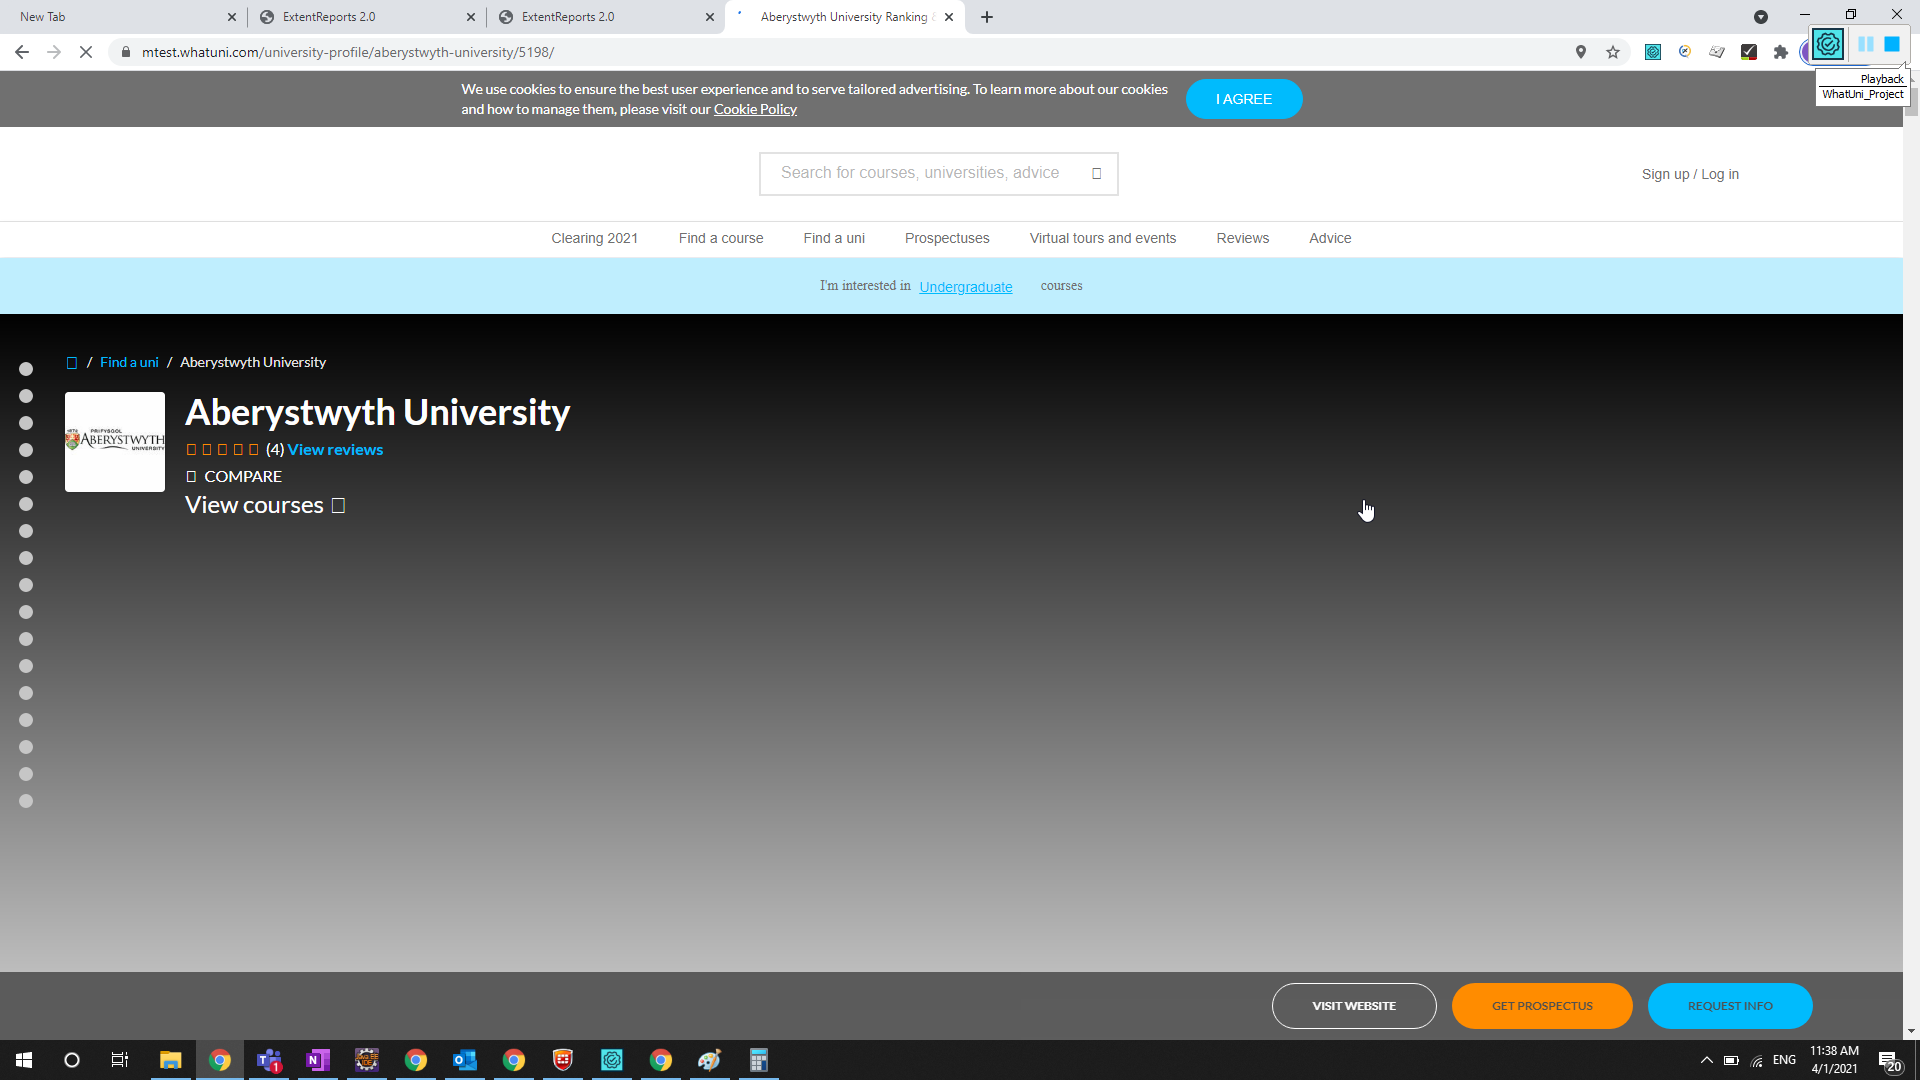 New Tab
ExtentReports 2.0
ExtentReports 2.0
Aberystwyth University Ranking
mtest.whatuni.com/university-profile/aberystwyth-university/5198/
Playback
WhatUni_Project
We use cookies to ensure the best user experience and to serve tailored advertising. To learn more about our cookies
and how to manage them, please visit our Cookie Policy
I AGREE
Search for courses, universities, advice
Sign up / Log in
Clearing 2021 Find a course Find a uni Prospectuses Virtual tours and events Reviews Advice
I'm interested in Undergraduate courses
/ Find a uni / Aberystwyth University
PRIFYSGOL
ABERYSTWYTH
UNIVERSITY
Aberystwyth University
(4) View reviews
COMPARE
View courses
VISIT WEBSITE GET PROSPECTUS REQUEST INFO
1
ENG
11:38 AM
4/1/2021
20